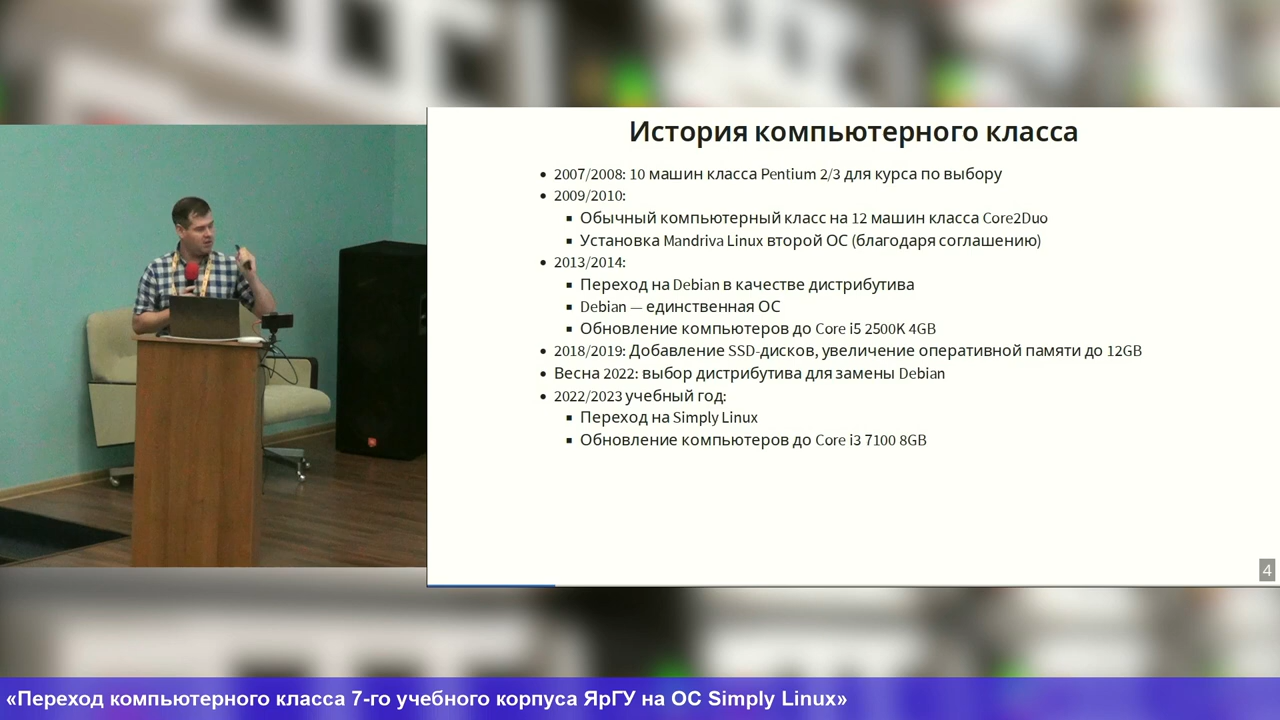 История компьютерного класса
• 2007/2008: 10 машин класса Pentium 2/3 для курса по выбору
• 2009/2010:
▪ Обычный компьютерный класс на 12 машин класса Core2Duo
▪ Установка Mandriva Linux второй ОС (благодаря соглашению)
• 2013/2014:
▪ Переход на Debian в качестве дистрибутива
▪ Debian — единственная ОС
▪ Обновление компьютеров до Core i5 2500K 4GB
• 2018/2019: Добавление SSD-дисков, увеличение оперативной памяти до 12GB
• Весна 2022: выбор дистрибутива для замены Debian
• 2022/2023 учебный год:
▪ Переход на Simply Linux
▪ Обновление компьютеров до Core i3 7100 8GB
4
«Переход компьютерного класса 7-го учебного корпуса ЯрГУ на ОС Simply Linux»